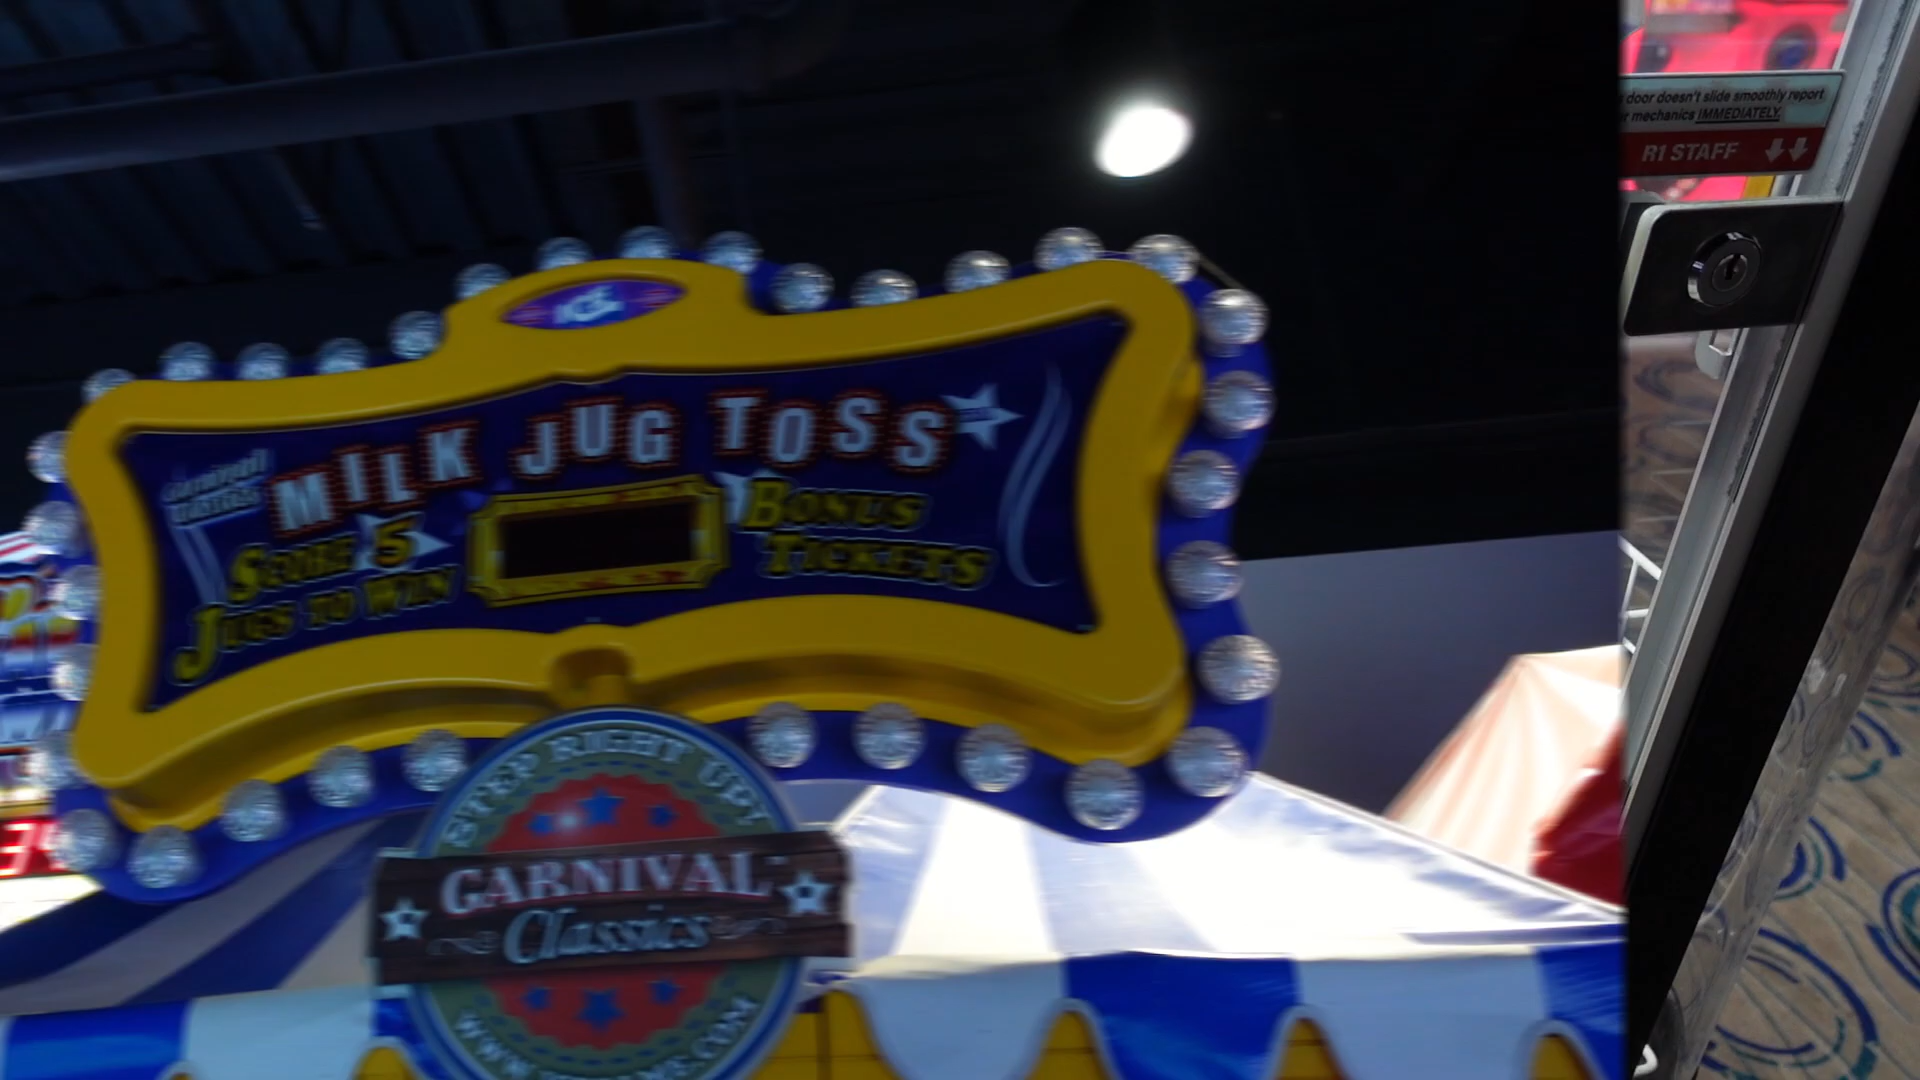 ICE
Carnival
Classics
MILK JUG TOSS
SCORE 5
JUGS TO WIN
BONUS
TICKETS
STEP RIGHT UP!
CARNIVAL
Classics
door doesn't slide smoothly report
mechanics IMMEDIATELY.
R1 STAFF